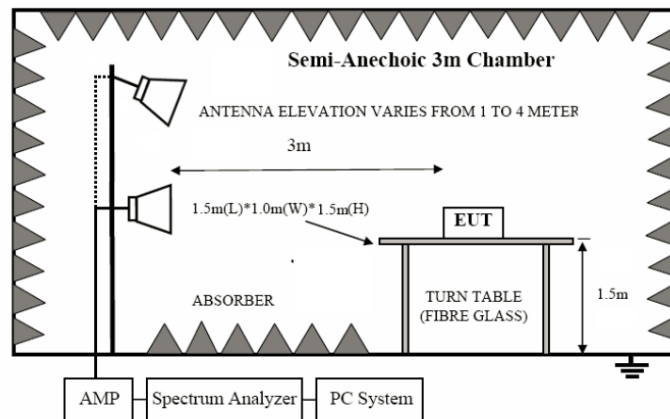 Semi-Anechoic 3m Chamber
ANTENNA ELEVATION VARIES FROM 1 TO 4 METER
3m
1.5m(L)*1.0m(W)*1.5m(H)
EUT
ABSORBER
TURN TABLE
(FIBRE GLASS)
1.5m
AMP
Spectrum Analyzer
PC System